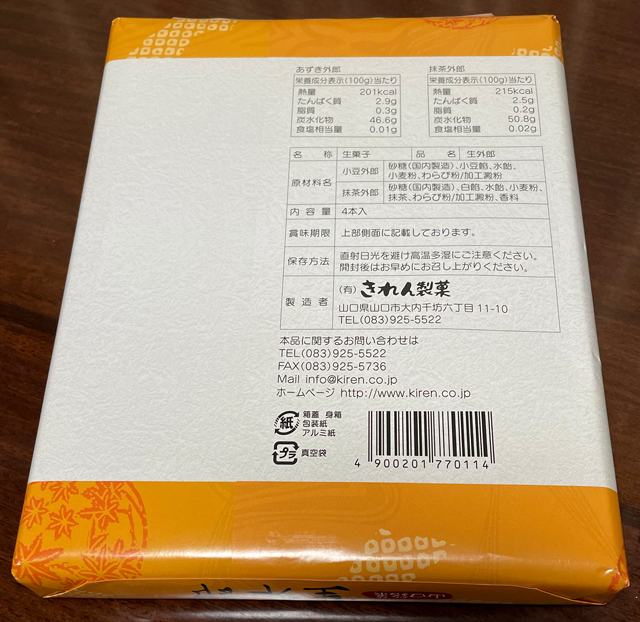 あずき外郎
栄養成分表示(100g)当たり
熱量 201kcal
たんぱく質 2.9g
脂質 0.3g
炭水化物 46.6g
食塩相当量 0.01g
抹茶外郎
栄養成分表示(100g)当たり
熱量 215kcal
たんぱく質 2.5g
脂質 0.2g
炭水化物 50.8g
食塩相当量 0.02g
名称 生菓子 品名 生外郎
原材料名
小豆外郎 砂糖(国内製造)、小豆餡、水飴、
小麦粉、わらび粉/加工澱粉
抹茶外郎 砂糖(国内製造)、白餡、水飴、小麦粉、
抹茶、わらび粉/加工澱粉、香料
内容量 4本入
賞味期限 上部側面に記載しております。
保存方法 直射日光を避け高温多湿にご注意ください。
開封後はお早めにお召し上がりください。
製造者 (有)きれん製菓
山口県山口市大内千坊六丁目11-10
TEL(083)925-5522
本品に関するお問い合わせは
TEL(083)925-5522
FAX(083)925-5736
Mail info@kiren.co.jp
ホームページ http://www.kiren.co.jp
紙 箱蓋 身箱
包装紙
アルミ紙
プラ 真空袋
4 900201 770114